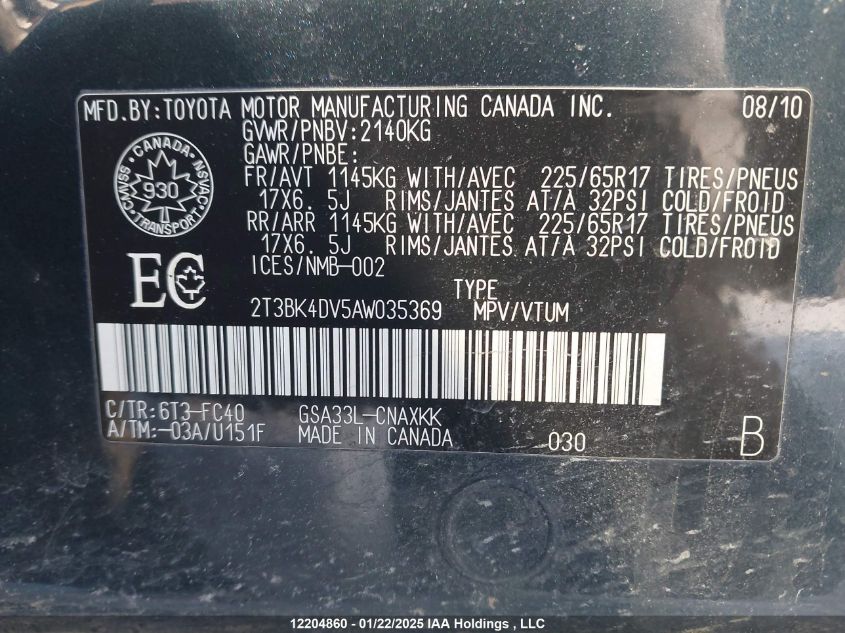 MFD.BY:TOYOTA MOTOR MANUFACTURING CANADA INC. 08/10
GVWR/PNBV:2140KG
GAWR/PNBE:
FR/AVT 1145KG WITH/AVEC 225/65R17 TIRES/PNEUS
17X6.5J RIMS/JANTES AT/A 32PSI COLD/FROID
RR/ARR 1145KG WITH/AVEC 225/65R17 TIRES/PNEUS
17X6.5J RIMS/JANTES AT/A 32PSI COLD/FROID
ICES/NMB-002
CANADA
CMVSS NSVAC
930
TRANSPORT
EC
TYPE
2T3BK4DV5AW035369 MPV/VTUM
C/TR:6T3-FC40 GSA33L-CNAXKK
A/TM:-03A/U151F MADE IN CANADA 030 B
12204860 - 01/22/2025 IAA Holdings , LLC